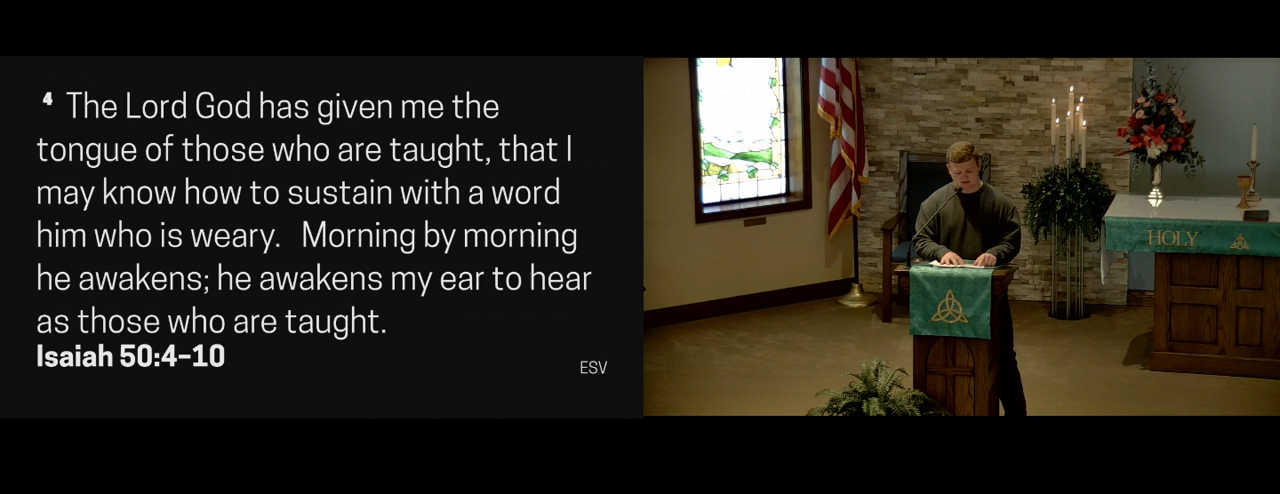 4 The Lord God has given me the
tongue of those who are taught, that I
may know how to sustain with a word
him who is weary. Morning by morning
he awakens; he awakens my ear to hear
as those who are taught.
Isaiah 50:4–10
ESV
HOLY